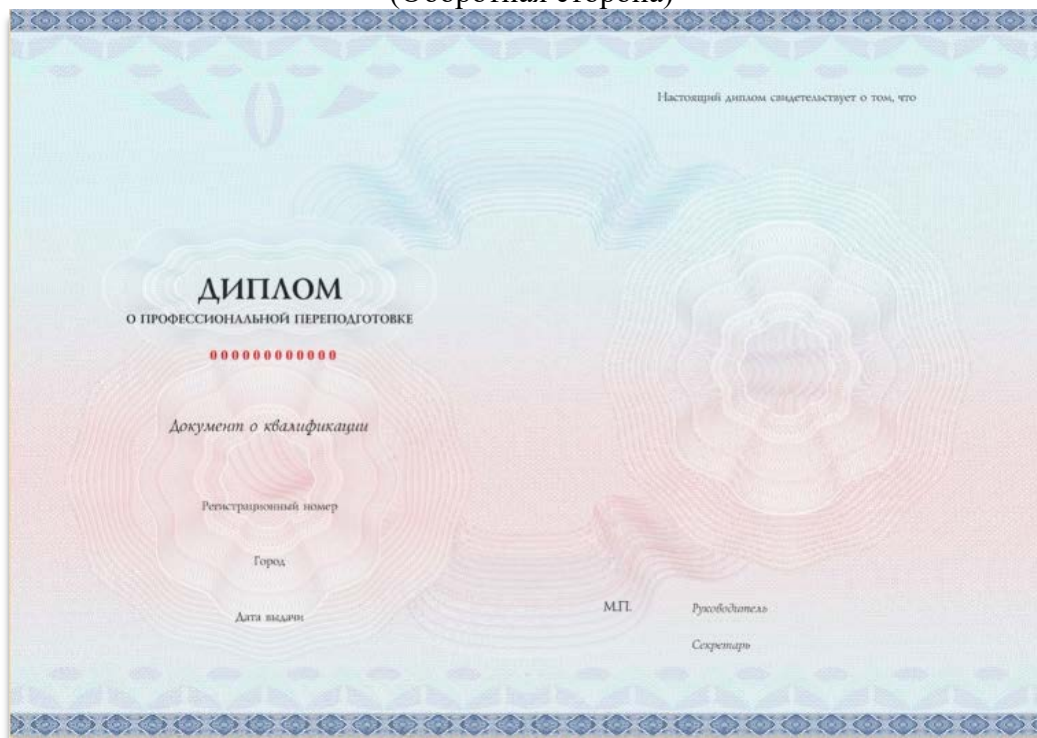 (Оборотная сторона)
Настоящий диплом свидетельствует о том, что
ДИПЛОМ
О ПРОФЕССИОНАЛЬНОЙ ПЕРЕПОДГОТОВКЕ
000000000000
Документ о квалификации
Регистрационный номер
Город
Дата выдачи
М.П.
Руководитель
Секретарь